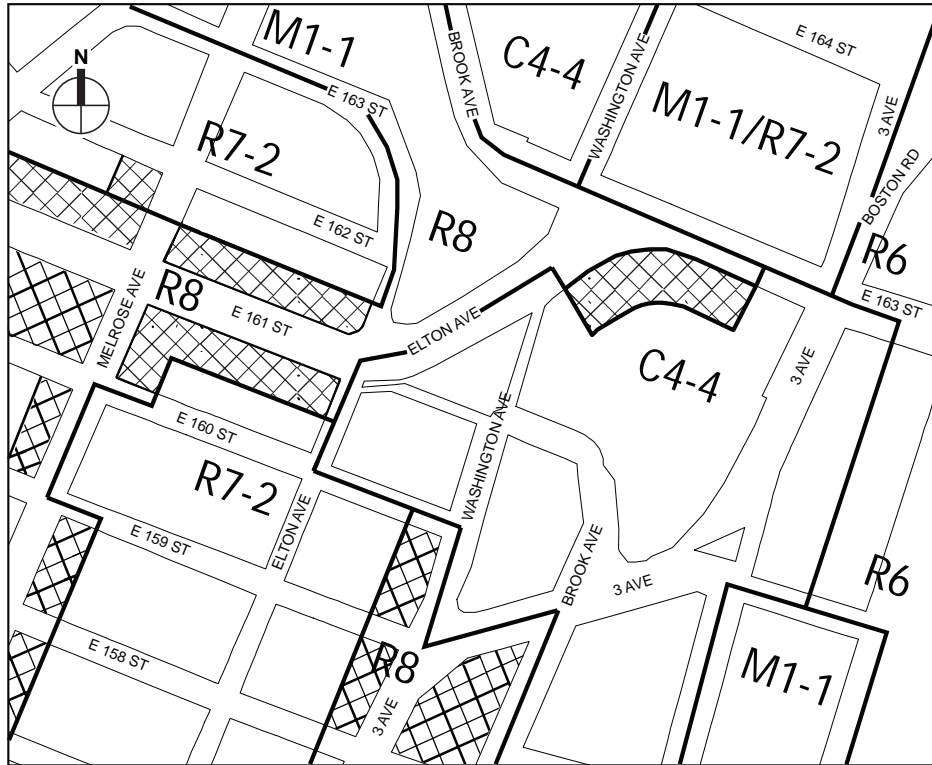 M1-1
E 164 ST
N
BROOK AVE
C4-4
WASHINGTON AVE
E 163 ST
M1-1/R7-2
3 AVE
R7-2
BOSTON RD
E 162 ST
R8
R6
MELROSE AVE
R8
E 161 ST
E 163 ST
ELTON AVE
C4-4
3 AVE
E 160 ST
WASHINGTON AVE
R7-2
ELTON AVE
E 159 ST
BROOK AVE
3 AVE
R6
E 158 ST
R8
M1-1
3 AVE